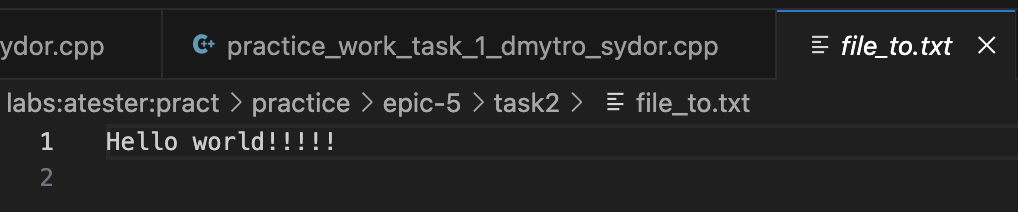 ydor.cpp practice_work_task_1_dmytro_sydor.cpp file_to.txt
labs:atester:pract > practice > epic-5 > task2 > file_to.txt
1 Hello world!!!!!
2